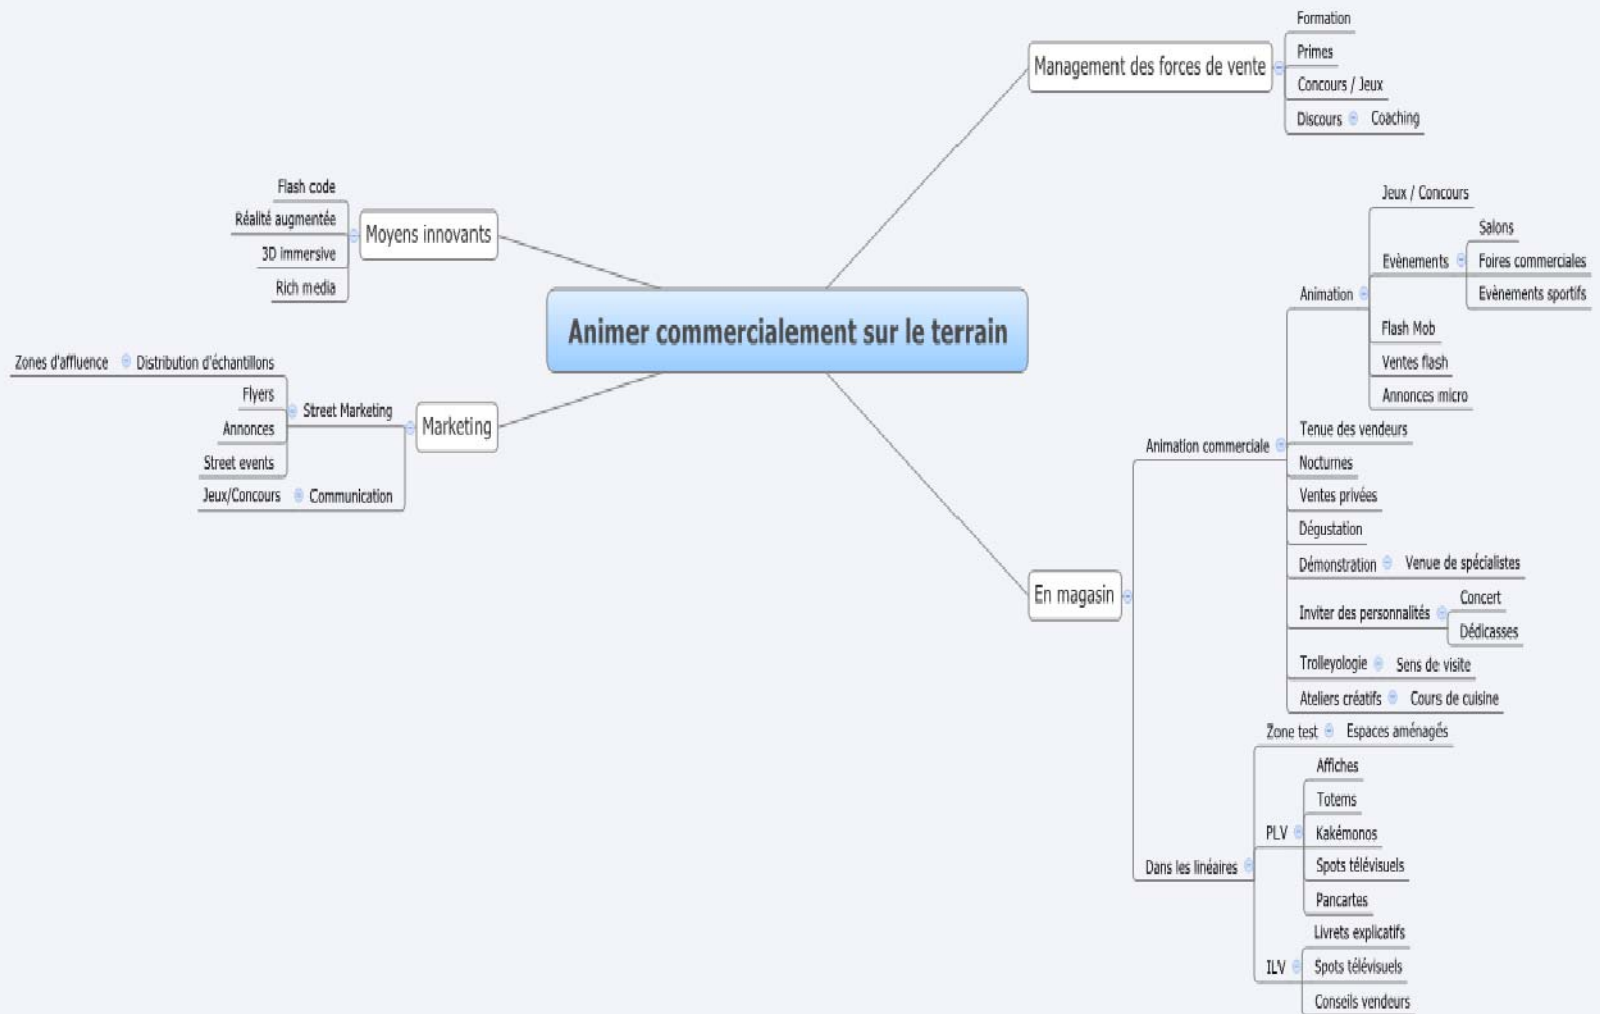 Animer commercialement sur le terrain
Management des forces de vente
Formation
Primes
Concours / Jeux
Discours
Coaching
Moyens innovants
Flash code
Réalité augmentée
3D immersive
Rich media
Marketing
Street Marketing
Distribution d'échantillons
Zones d'affluence
Flyers
Annonces
Street events
Communication
Jeux/Concours
En magasin
Animation commerciale
Animation
Jeux / Concours
Evènements
Salons
Foires commerciales
Evènements sportifs
Flash Mob
Ventes flash
Annonces micro
Tenue des vendeurs
Nocturnes
Ventes privées
Dégustation
Démonstration
Venue de spécialistes
Inviter des personnalités
Concert
Dédicasses
Trolleyologie
Sens de visite
Ateliers créatifs
Cours de cuisine
Dans les linéaires
Zone test
Espaces aménagés
PLV
Affiches
Totems
Kakémonos
Spots télévisuels
Pancartes
ILV
Livrets explicatifs
Spots télévisuels
Conseils vendeurs